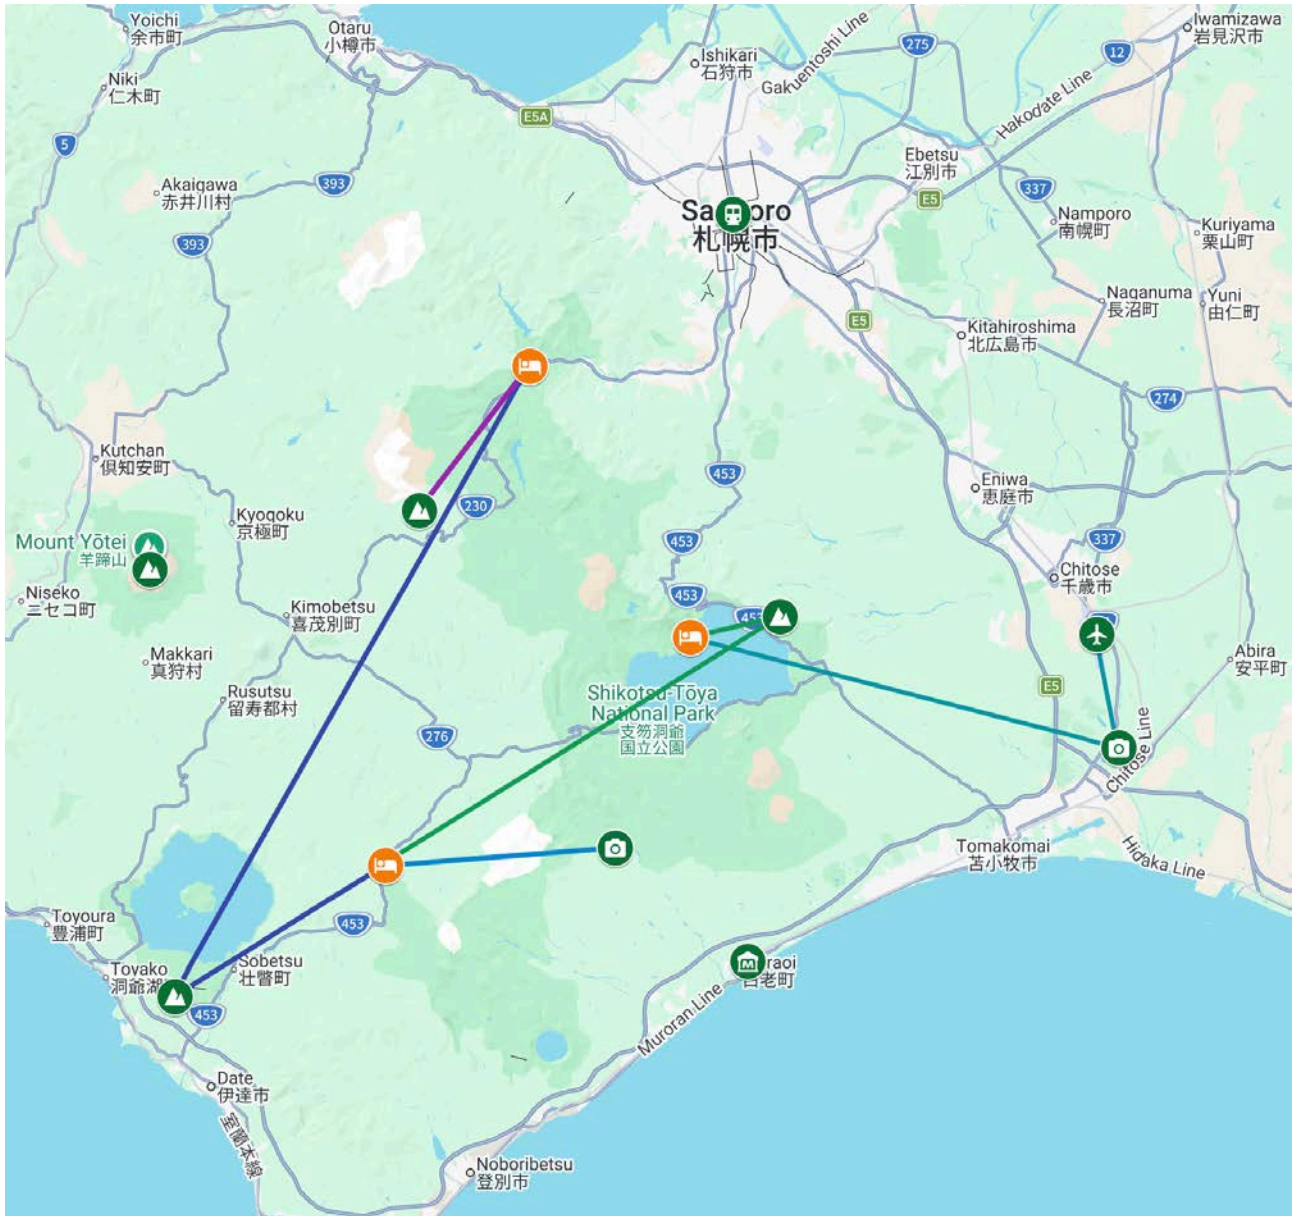 Yoichi
余市町
Otaru
小樽市
Ishikari
石狩市
Gakuentoshi Line
275
12
Iwamizawa
岩見沢市
Niki
仁木町
Hakodate Line
E5A
5
Ebetsu
江別市
Akaigawa
赤井川村
393
E5
337
Namporo
南幌町
Kuriyama
栗山町
393
札幌市
Naganuma
長沼町
Yuni
由仁町
E5
Kitahiroshima
北広島市
274
Kutchan
倶知安町
453
Eniwa
恵庭市
230
Kyogoku
京極町
Mount Yōtei
羊蹄山
453
337
Chitose
千歳市
Niseko
ニセコ町
453
Kimobetsu
喜茂別町
453
Makkari
真狩村
Abira
安平町
Rusutsu
留寿都村
Shikotsu-Tōya
National Park
支笏洞爺
国立公園
E5
276
Chitose Line
Tomakomai
苫小牧市
Hidaka Line
Toyoura
豊浦町
453
Sobetsu
壮瞥町
Toyako
洞爺湖
453
raoi
白老町
Muroran Line
Date
伊達市
室蘭本線
Noboribetsu
登別市